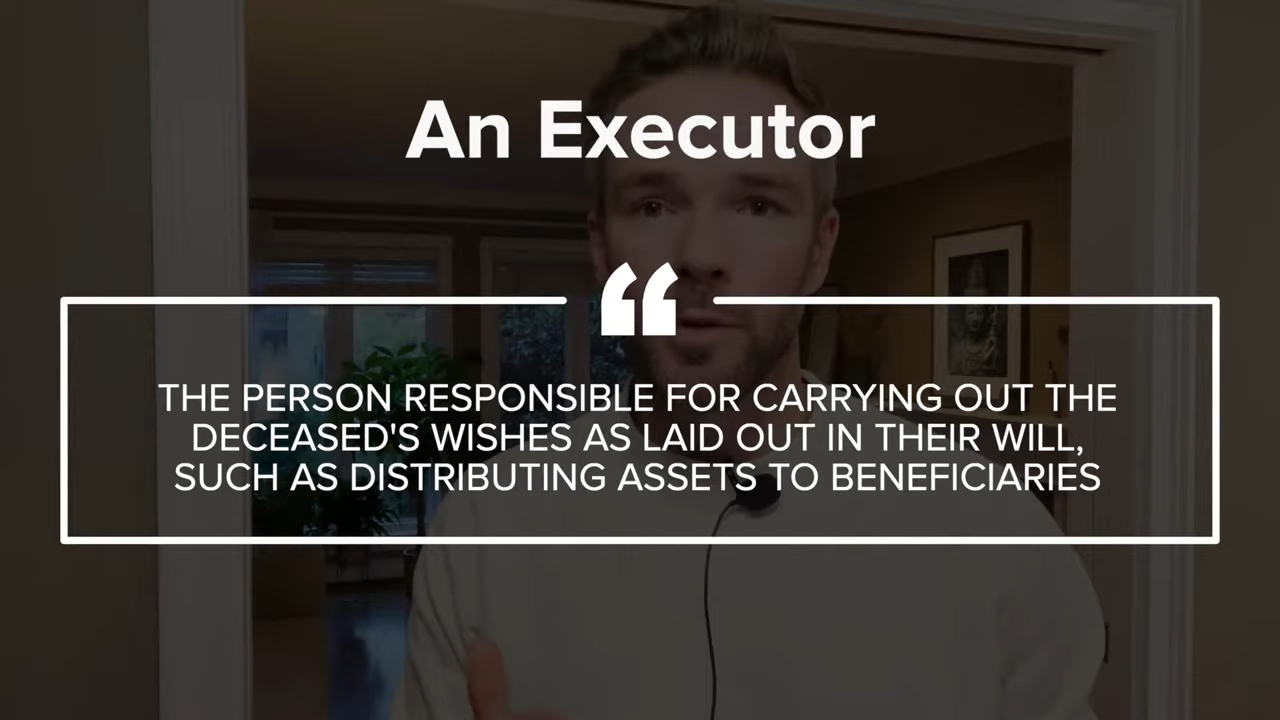 An Executor
“
THE PERSON RESPONSIBLE FOR CARRYING OUT THE
DECEASED'S WISHES AS LAID OUT IN THEIR WILL,
SUCH AS DISTRIBUTING ASSETS TO BENEFICIARIES